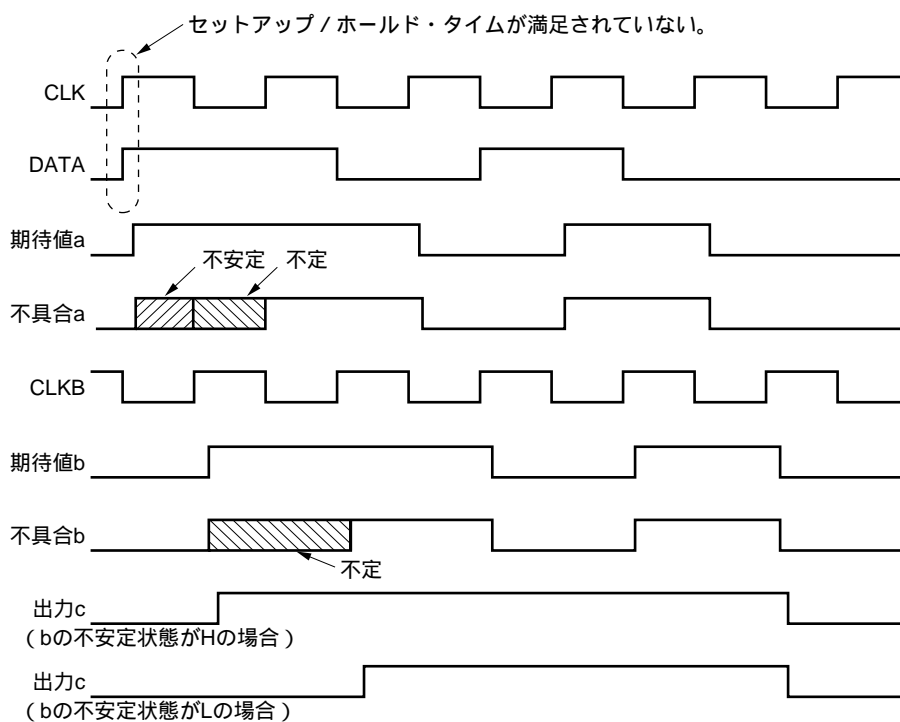 セットアップ / ホールド・タイムが満足されていない。
CLK
DATA
期待値a
不安定 不定
不具合a
CLKB
期待値b
不具合b
不定
出力c
(bの不安定状態がHの場合)
出力c
(bの不安定状態がLの場合)